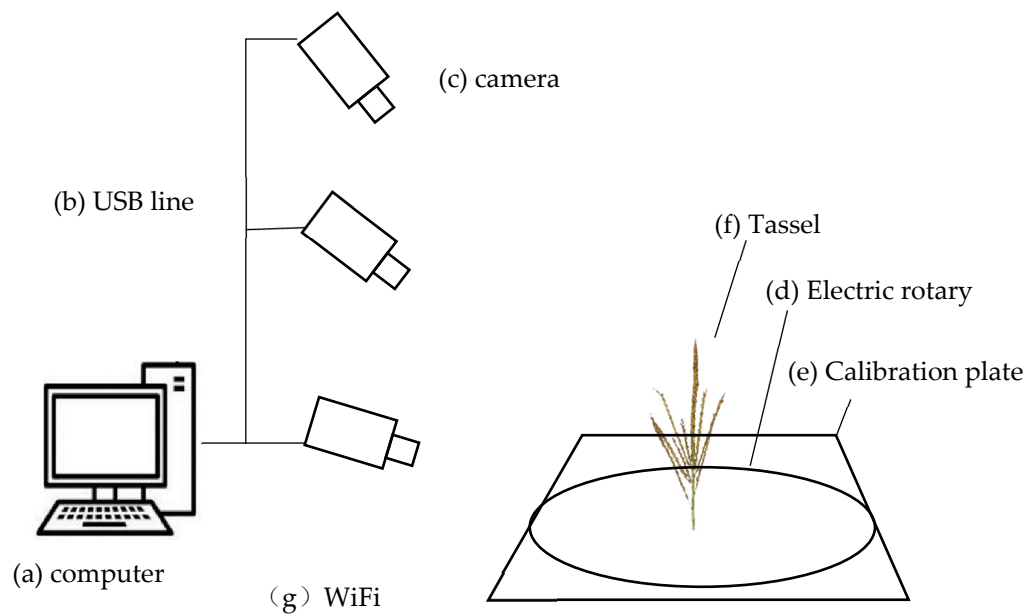 (c) camera
(b) USB line
(f) Tassel
(d) Electric rotary
(e) Calibration plate
(a) computer
（g）WiFi